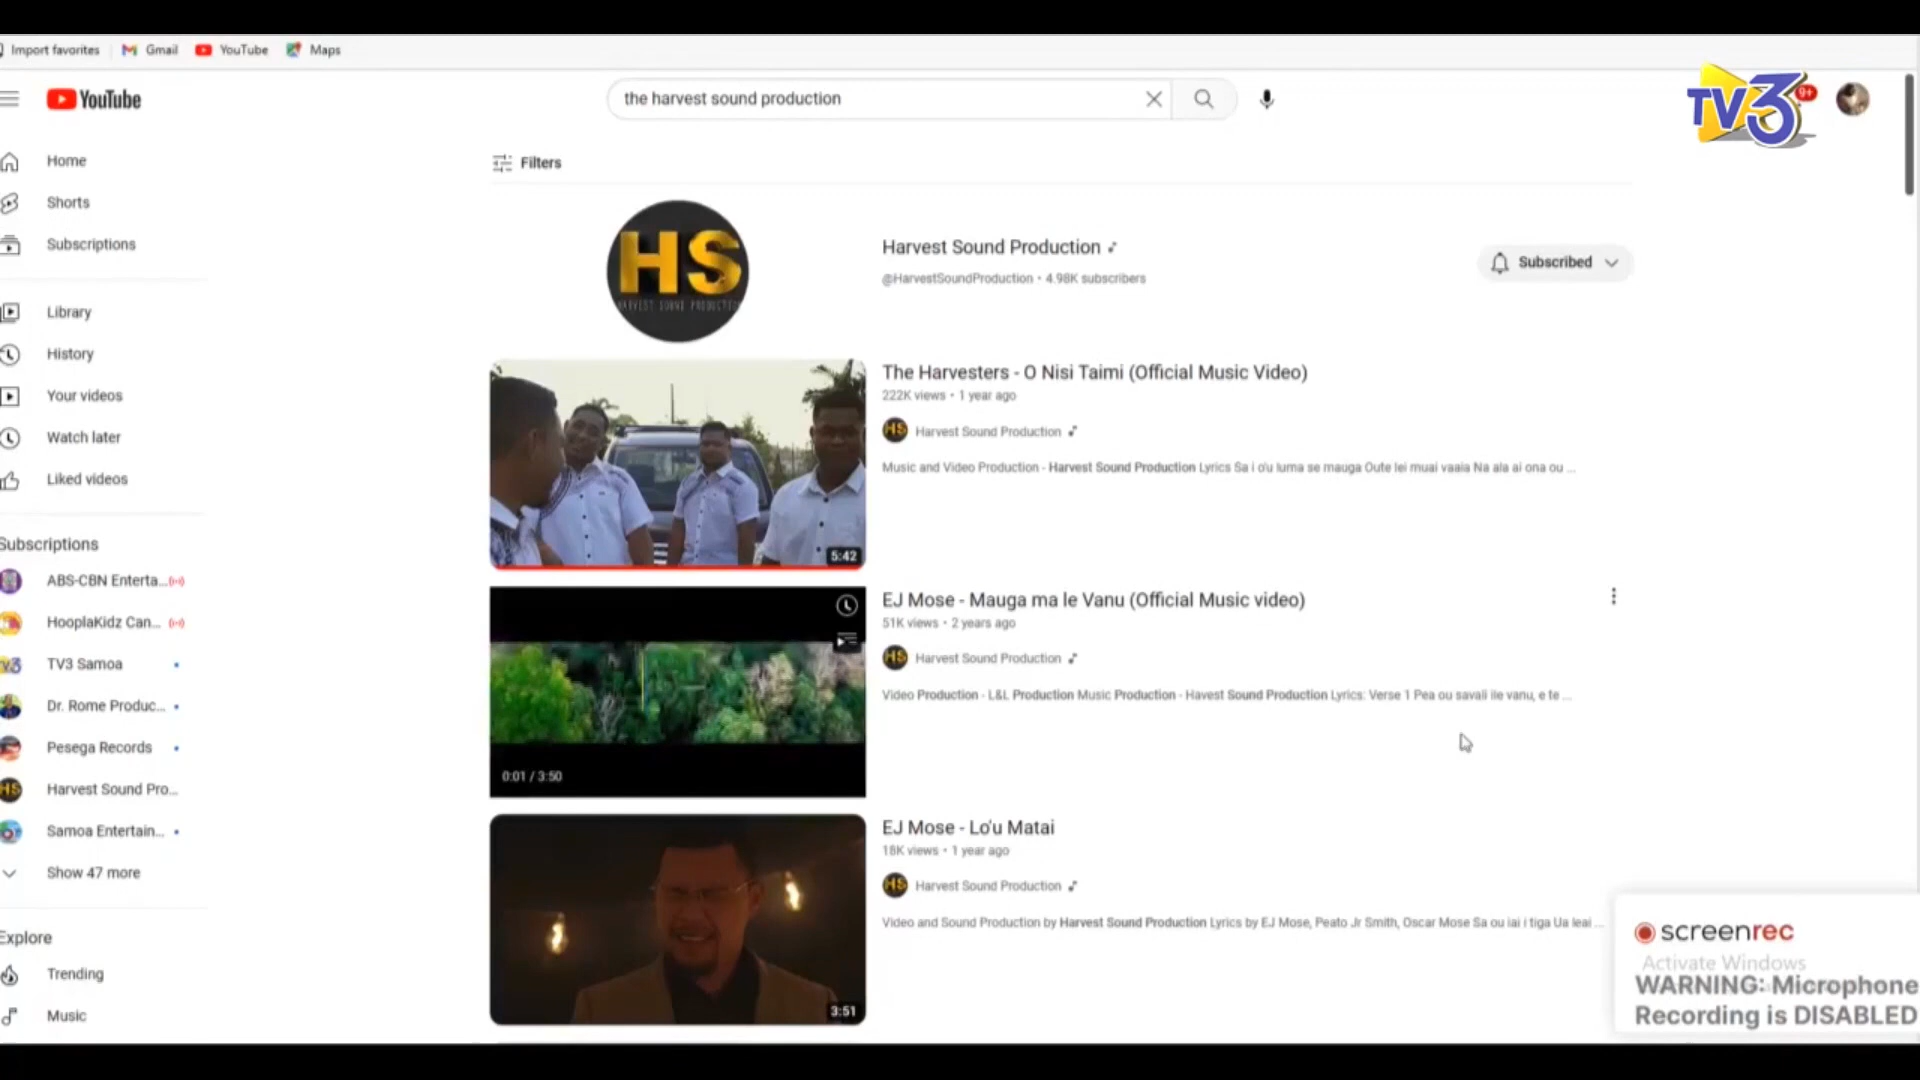 Import favorites
Gmail
YouTube
Maps
TV3
YouTube
the harvest sound production
9+
Home
Shorts
Subscriptions
Library
History
Your videos
Watch later
Liked videos
Subscriptions
ABS-CBN Enterta...
HooplaKidz Can...
TV3 Samoa
Dr. Rome Produc...
Pesega Records
Harvest Sound Pro...
Samoa Entertain...
Show 47 more
Explore
Trending
Music
Filters
HS
HARVEST SOUND PRODUCTION
Harvest Sound Production
@HarvestSoundProduction • 4.98K subscribers
Subscribed
5:42
The Harvesters - O Nisi Taimi (Official Music Video)
222K views • 1 year ago
HS
Harvest Sound Production
Music and Video Production - Harvest Sound Production Lyrics Sa i o'u luma se mauga Oute lei muai vaaia Na ala ai ona ou ...
0:01 / 3:50
EJ Mose - Mauga ma le Vanu (Official Music video)
51K views • 2 years ago
HS
Harvest Sound Production
Video Production - L&L Production Music Production - Havest Sound Production Lyrics: Verse 1 Pea ou savali ile vanu, e te ...
3:51
EJ Mose - Lo'u Matai
18K views • 1 year ago
HS
Harvest Sound Production
Video and Sound Production by Harvest Sound Production Lyrics by EJ Mose, Peato Jr Smith, Oscar Mose Sa ou iai i tiga Ua leai ...
screenrec
Activate Windows
WARNING: Microphone
Recording is DISABLED